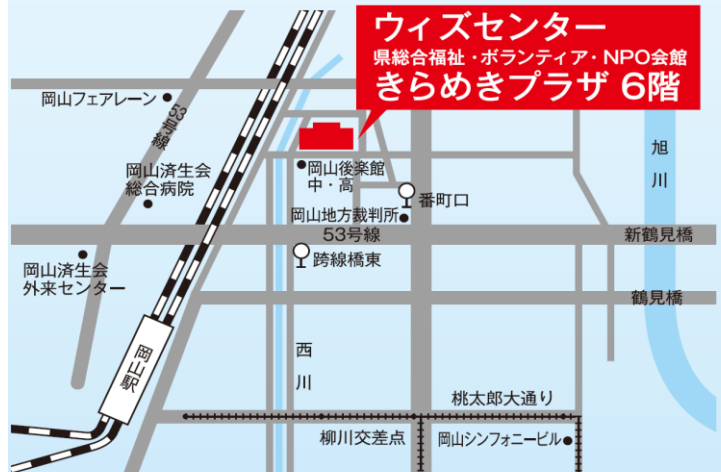 ウィズセンター
県総合福祉・ボランティア・NPO会館
きらめきプラザ 6階
岡山フェアレーン
53号線
岡山済生会
総合病院
岡山後楽館
中・高
番町口
岡山地方裁判所
旭川
53号線
新鶴見橋
岡山済生会
外来センター
跨線橋東
鶴見橋
岡山駅
西川
桃太郎大通り
柳川交差点
岡山シンフォニービル